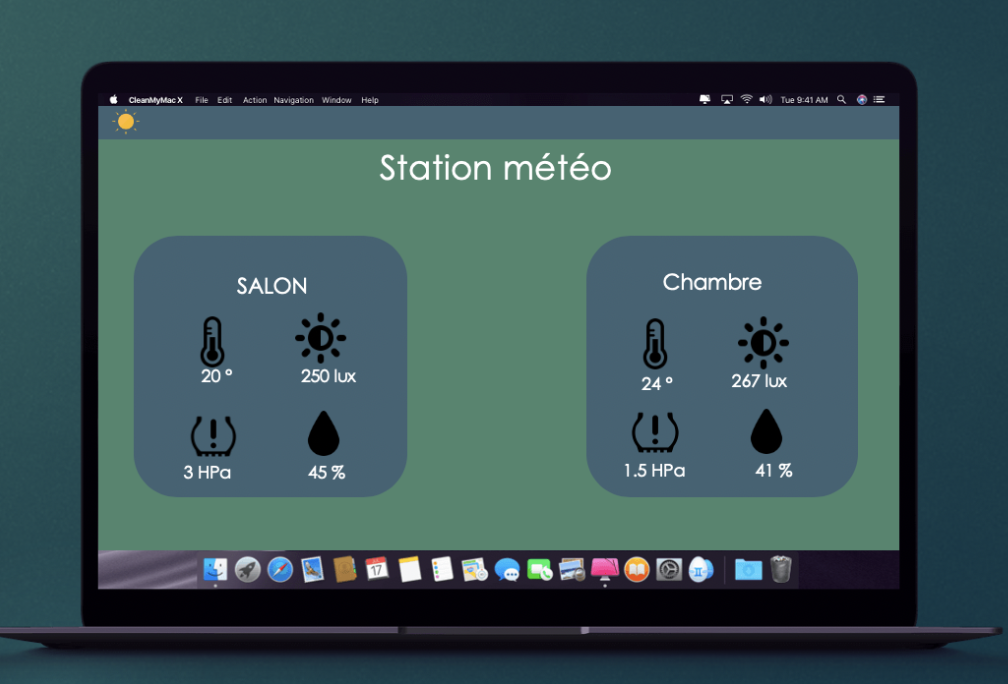 CleanMyMac X File Edit Action Navigation Window Help Tue 9:41 AM
Station météo
SALON
20 °
250 lux
3 HPa
45 %
Chambre
24 °
267 lux
1.5 HPa
41 %
17